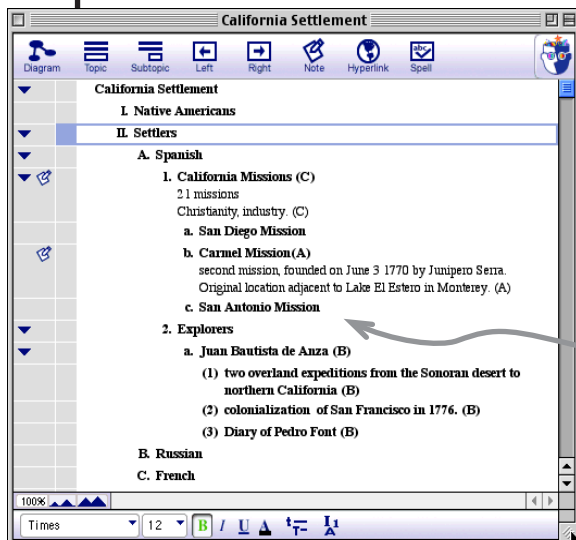 California Settlement
Diagram Topic Subtopic Left Right Note Hyperlink Spell
California Settlement
I. Native Americans
II. Settlers
A. Spanish
1. California Missions (C)
21 missions
Christianity, industry. (C)
a. San Diego Mission
b. Carmel Mission(A)
second mission, founded on June 3 1770 by Junipero Serra.
Original location adjacent to Lake El Estero in Monterey. (A)
c. San Antonio Mission
2. Explorers
a. Juan Bautista de Anza (B)
(1) two overland expeditions from the Sonoran desert to
northern California (B)
(2) colonialization of San Francisco in 1776. (B)
(3) Diary of Pedro Font (B)
B. Russian
C. French
100%
Times 12 B I U A